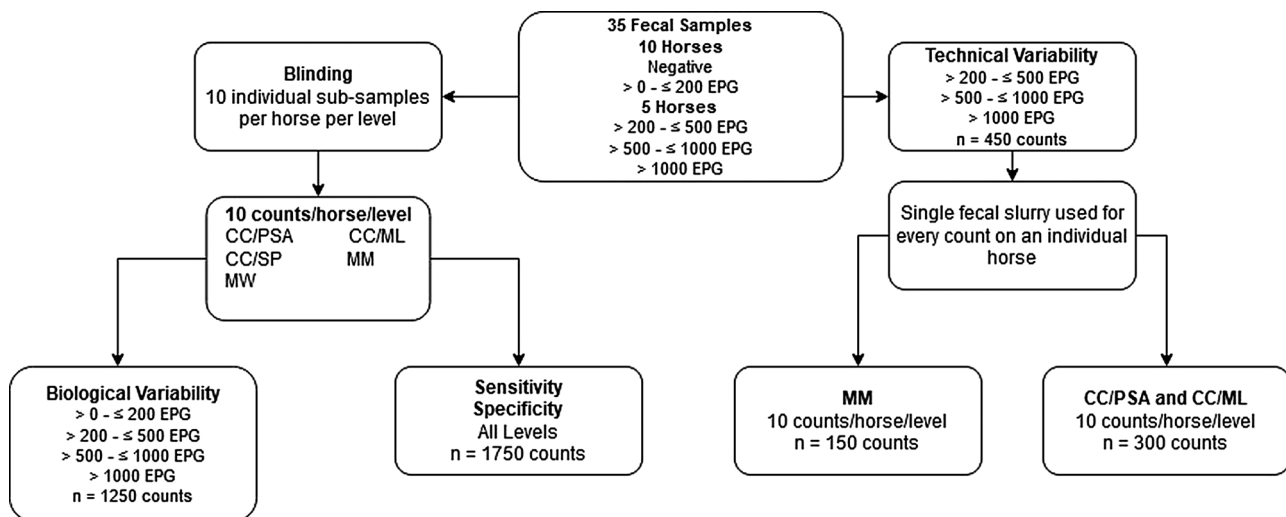 35 Fecal Samples
10 Horses
Negative
> 0 - ≤ 200 EPG
5 Horses
> 200 - ≤ 500 EPG
> 500 - ≤ 1000 EPG
> 1000 EPG
Blinding
10 individual sub-samples
per horse per level
Technical Variability
> 200 - ≤ 500 EPG
> 500 - ≤ 1000 EPG
> 1000 EPG
n = 450 counts
10 counts/horse/level
CC/PSA CC/ML
CC/SP MM
MW
Single fecal slurry used for
every count on an individual
horse
Biological Variability
> 0 - ≤ 200 EPG
> 200 - ≤ 500 EPG
> 500 - ≤ 1000 EPG
> 1000 EPG
n = 1250 counts
Sensitivity
Specificity
All Levels
n = 1750 counts
MM
10 counts/horse/level
n = 150 counts
CC/PSA and CC/ML
10 counts/horse/level
n = 300 counts